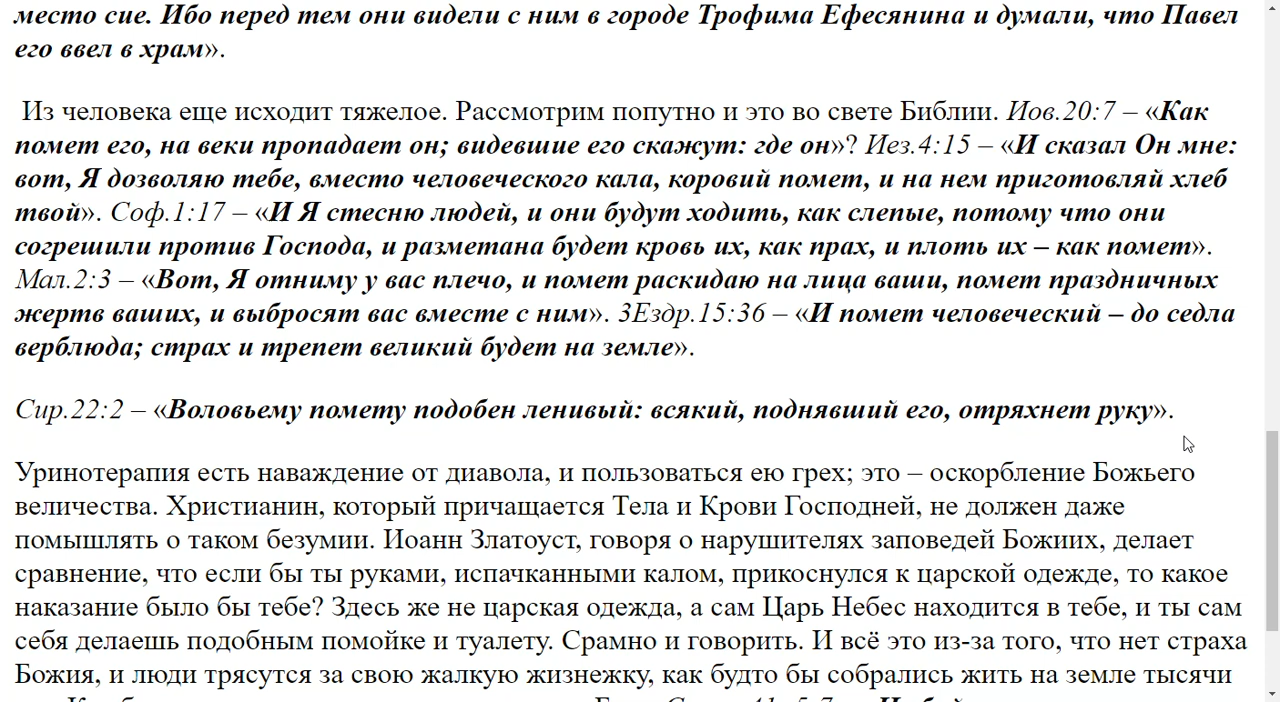 место сие. Ибо перед тем они видели с ним в городе Трофима Ефесянина и думали, что Павел
его ввел в храм».
Из человека еще исходит тяжелое. Рассмотрим попутно и это во свете Библии. Иов.20:7 – «Как
помет его, на веки пропадает он; видевшие его скажут: где он»? Иез.4:15 – «И сказал Он мне:
вот, Я дозволяю тебе, вместо человеческого кала, коровий помет, и на нем приготовляй хлеб
твой». Соф.1:17 – «И Я стесню людей, и они будут ходить, как слепые, потому что они
согрешили против Господа, и разметана будет кровь их, как прах, и плоть их – как помет».
Мал.2:3 – «Вот, Я отниму у вас плечо, и помет раскидаю на лица ваши, помет праздничных
жертв ваших, и выбросят вас вместе с ним». 3Ездр.15:36 – «И помет человеческий – до седла
верблюда; страх и трепет великий будет на земле».
Сир.22:2 – «Воловьему помету подобен ленивый: всякий, поднявший его, отряхнет руку».
Уринотерапия есть наваждение от диавола, и пользоваться ею грех; это – оскорбление Божьего
величества. Христианин, который причащается Тела и Крови Господней, не должен даже
помышлять о таком безумии. Иоанн Златоуст, говоря о нарушителях заповедей Божиих, делает
сравнение, что если бы ты руками, испачканными калом, прикоснулся к царской одежде, то какое
наказание было бы тебе? Здесь же не царская одежда, а сам Царь Небес находится в тебе, и ты сам
себя делаешь подобным помойке и туалету. Срамно и говорить. И всё это из-за того, что нет страха
Божия, и люди трясутся за свою жалкую жизнежку, как будто бы собрались жить на земле тысячи